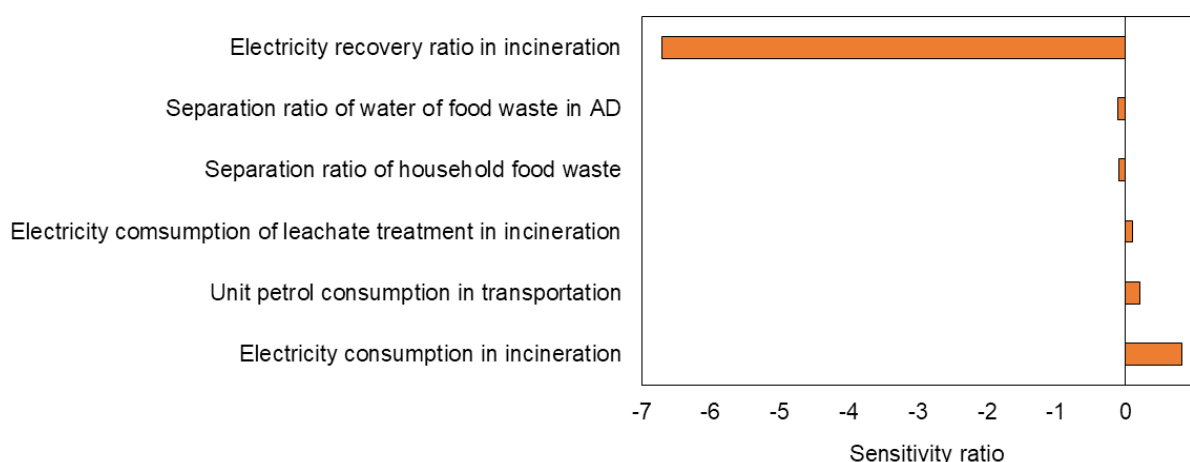 Electricity recovery ratio in incineration
Separation ratio of water of food waste in AD
Separation ratio of household food waste
Electricity comsumption of leachate treatment in incineration
Unit petrol consumption in transportation
Electricity consumption in incineration
-7 -6 -5 -4 -3 -2 -1 0
Sensitivity ratio